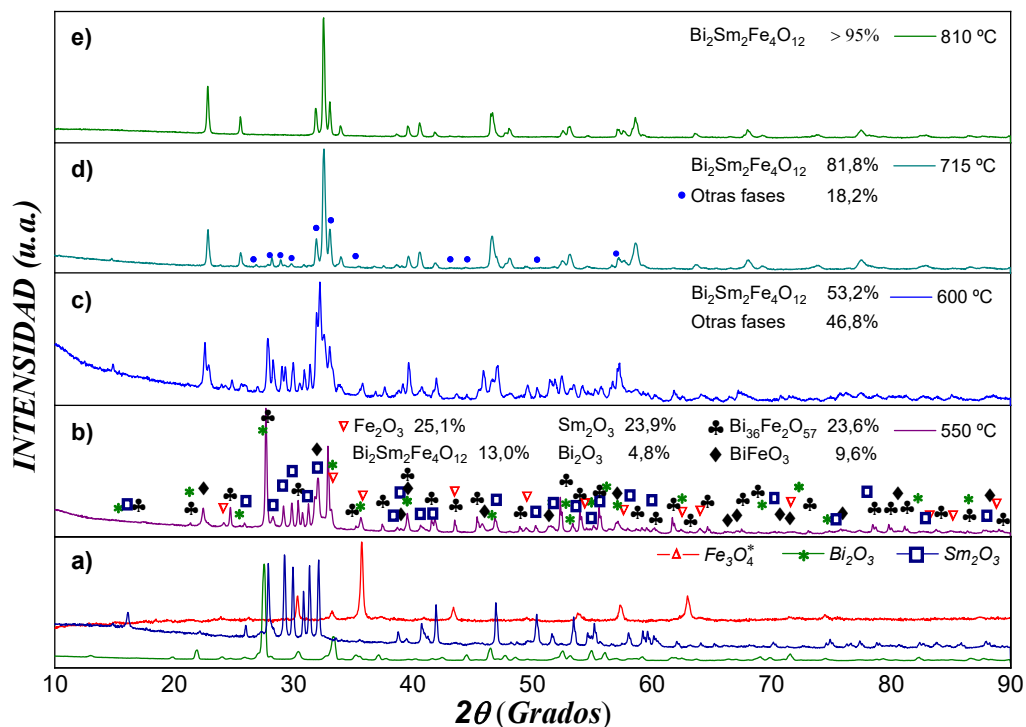 e)
Bi₂Sm₂Fe₄O₁₂ > 95% 810 ºC
d)
Bi₂Sm₂Fe₄O₁₂ 81,8% 715 ºC
Otras fases 18,2%
c)
Bi₂Sm₂Fe₄O₁₂ 53,2% 600 ºC
Otras fases 46,8%
b)
Fe₂O₃ 25,1% Sm₂O₃ 23,9% Bi₃₆Fe₂O₅₇ 23,6% 550 ºC
Bi₂Sm₂Fe₄O₁₂ 13,0% Bi₂O₃ 4,8% BiFeO₃ 9,6%
a)
Fe₃O₄* Bi₂O₃ Sm₂O₃
INTENSIDAD (u.a.)
10 20 30 40 50 60 70 80 90
2θ (Grados)